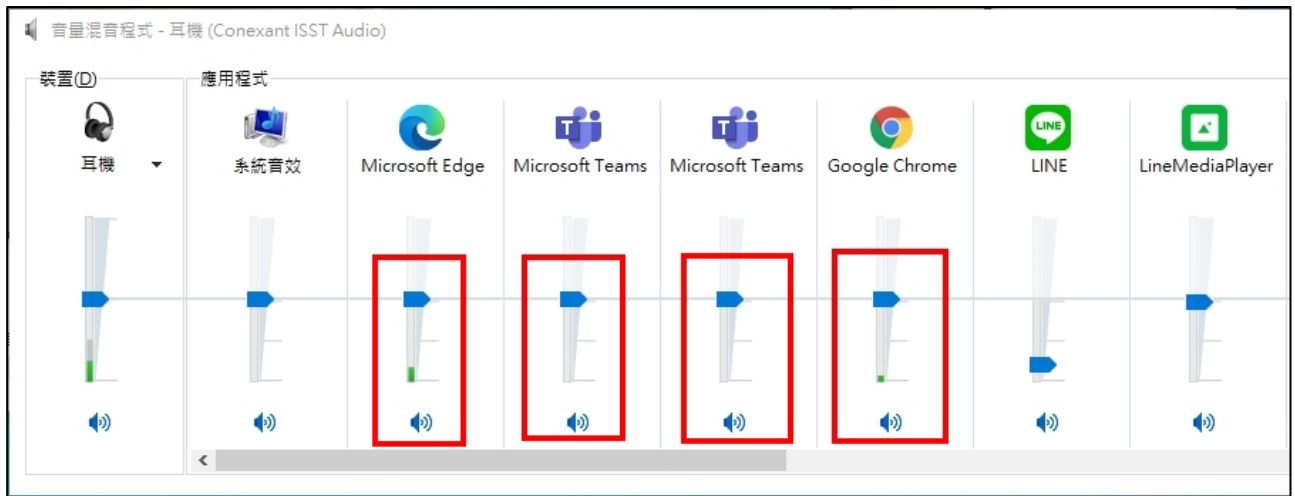 音量混音程式 - 耳機 (Conexant ISST Audio)
裝置(D)
應用程式
耳機
系統音效
Microsoft Edge
Microsoft Teams
Microsoft Teams
Google Chrome
LINE
LINE
LineMediaPlayer